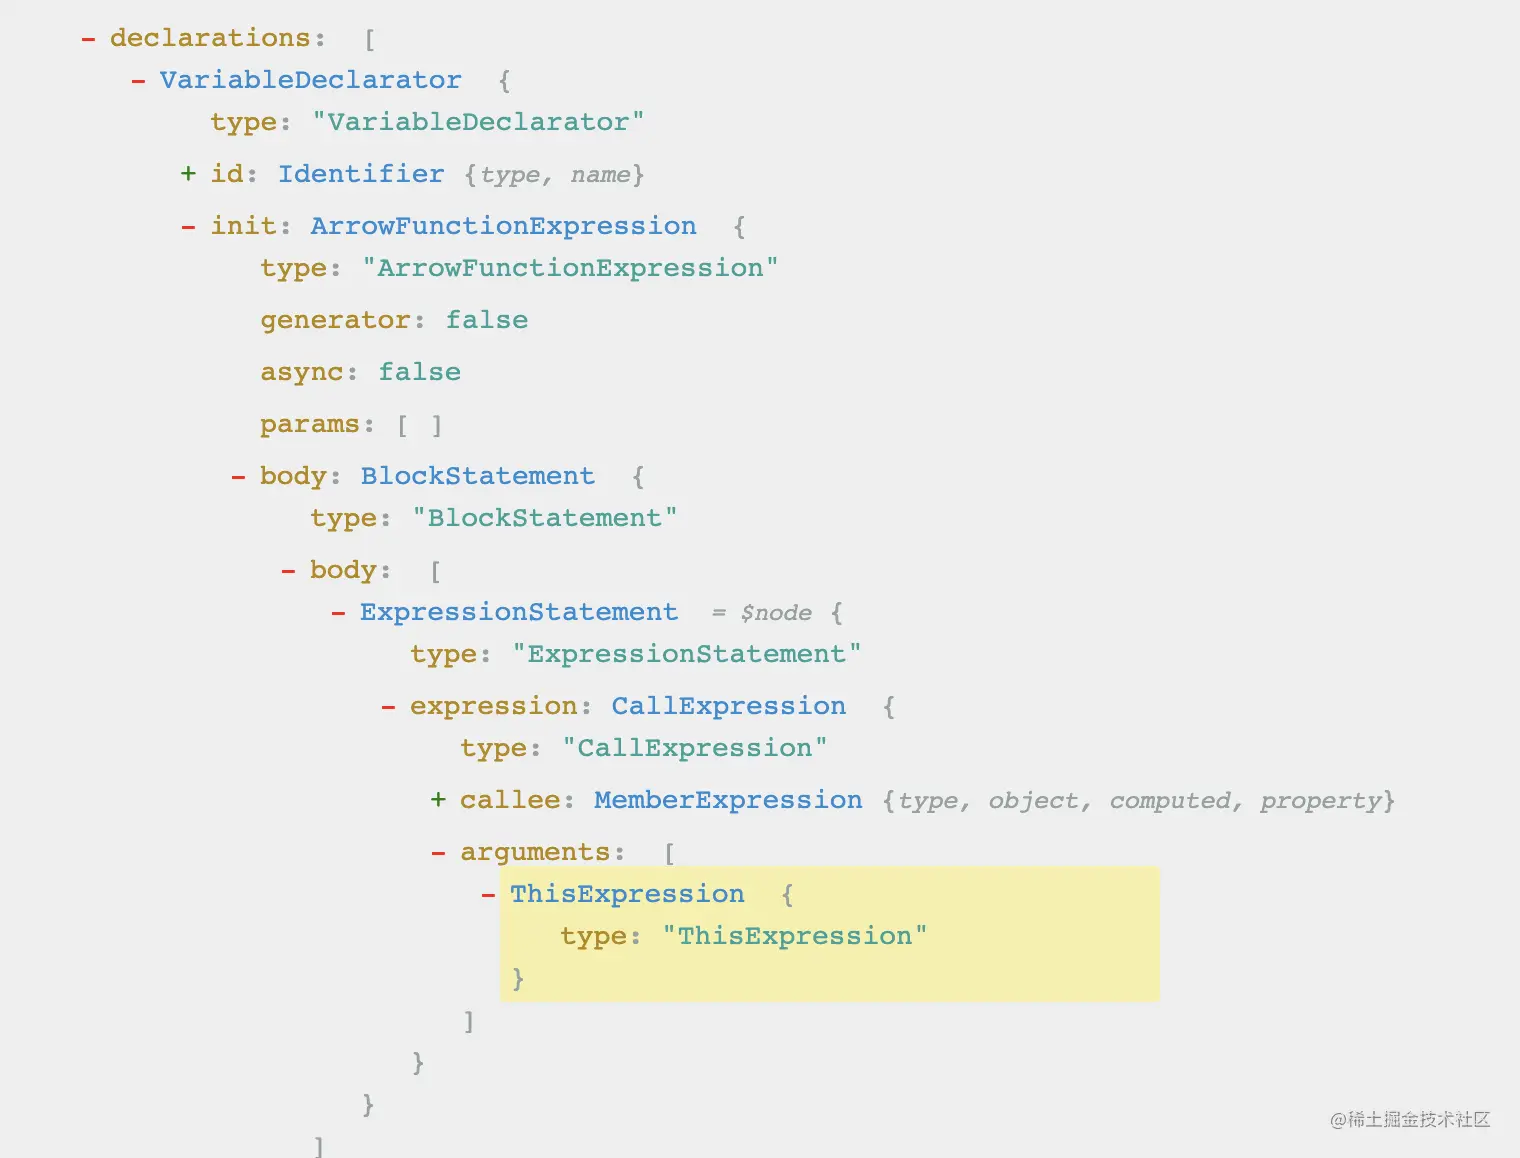 - declarations: [
- VariableDeclarator {
type: "VariableDeclarator"
+ id: Identifier {type, name}
- init: ArrowFunctionExpression {
type: "ArrowFunctionExpression"
generator: false
async: false
params: [ ]
- body: BlockStatement {
type: "BlockStatement"
- body: [
- ExpressionStatement = $node {
type: "ExpressionStatement"
- expression: CallExpression {
type: "CallExpression"
+ callee: MemberExpression {type, object, computed, property}
- arguments: [
- ThisExpression {
type: "ThisExpression"
}
]
}
}
]
@稀土掘金技术社区